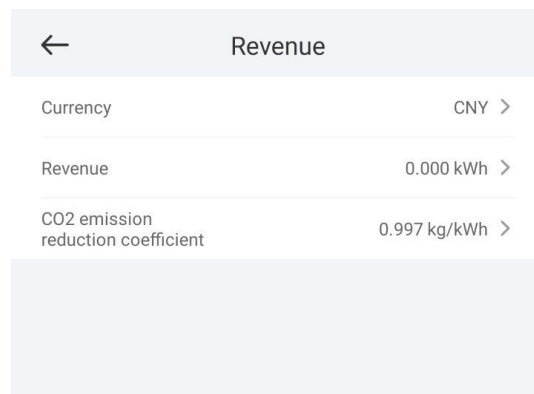 Revenue
Currency CNY
Revenue 0.000 kWh
CO2 emission
reduction coefficient 0.997 kg/kWh